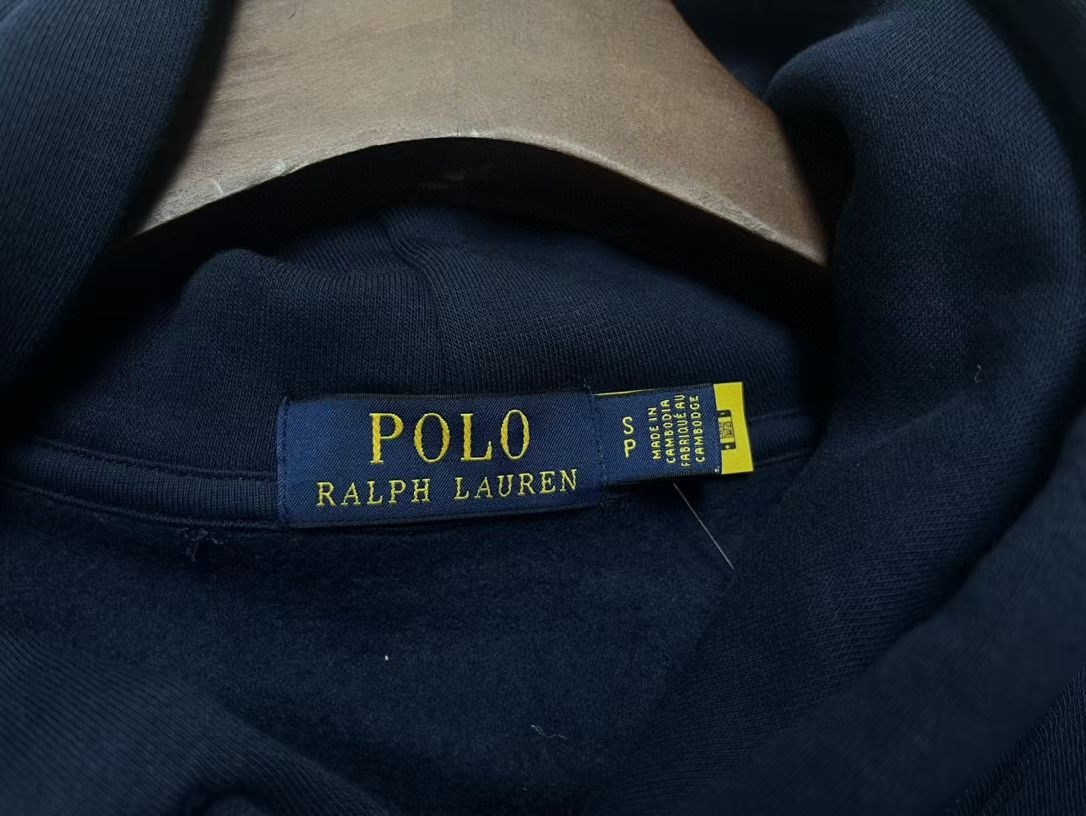 POLO
RALPH LAUREN
S
P
MADE IN
CAMBODIA
FABRIQUÉ AU
CAMBODGE